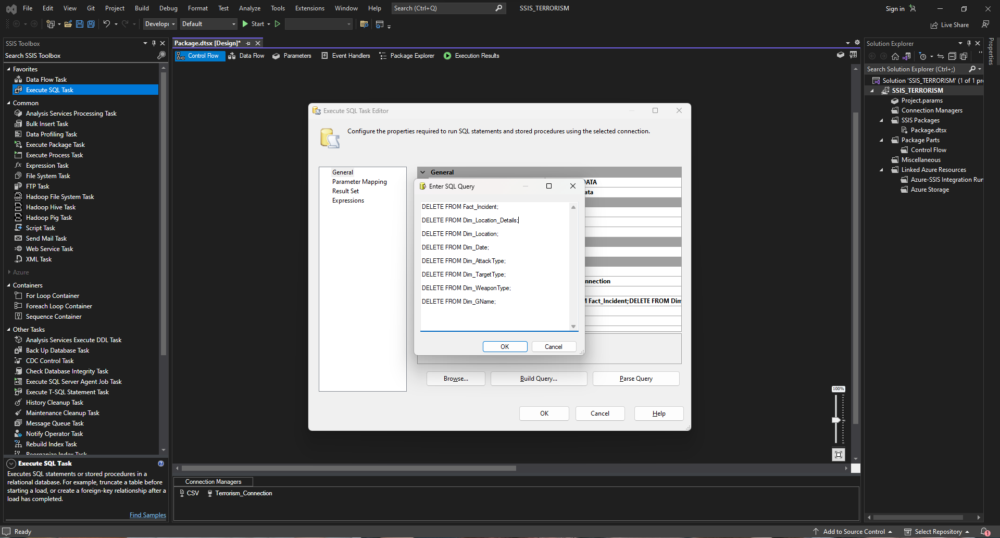 File Edit View Git Project Build Debug Format Test Analyze Tools Extensions Window Help Search (Ctrl+Q) SSIS_TERRORISM Sign in
Developi Default Start Live Share
SSIS Toolbox
Search SSIS Toolbox
Favorites
Data Flow Task
Execute SQL Task
Common
Analysis Services Processing Task
Bulk Insert Task
Data Profiling Task
Execute Package Task
Execute Process Task
Expression Task
File System Task
FTP Task
Hadoop File System Task
Hadoop Hive Task
Hadoop Pig Task
Script Task
Send Mail Task
Web Service Task
XML Task
Azure
Containers
For Loop Container
Foreach Loop Container
Sequence Container
Other Tasks
Analysis Services Execute DDL Task
Back Up Database Task
CDC Control Task
Check Database Integrity Task
Execute SQL Server Agent Job Task
Execute T-SQL Statement Task
History Cleanup Task
Maintenance Cleanup Task
Message Queue Task
Notify Operator Task
Rebuild Index Task
Reorganize Index Task
Execute SQL Task
Executes SQL statements or stored procedures in a
relational database. For example, truncate a table before
starting a load, or create a foreign-key relationship after a
load has completed.
Find Samples
Package.dtsx [Design]*
Control Flow Data Flow Parameters Event Handlers Package Explorer Execution Results
Execute SQL Task Editor
Configure the properties required to run SQL statements and stored procedures using the selected connection.
General
Parameter Mapping
Result Set
Expressions
General
DATA
ata
nnection
M Fact_Incident;DELETE FROM Dim
Enter SQL Query
DELETE FROM Fact_Incident;
DELETE FROM Dim_Location_Details;
DELETE FROM Dim_Location;
DELETE FROM Dim_Date;
DELETE FROM Dim_AttackType;
DELETE FROM Dim_TargetType;
DELETE FROM Dim_WeaponType;
DELETE FROM Dim_GName;
OK Cancel
Browse... Build Query... Parse Query
OK Cancel Help
100%
Connection Managers
CSV Terrorism_Connection
Solution Explorer
Search Solution Explorer (Ctrl+;)
Solution 'SSIS_TERRORISM' (1 of 1 pr
SSIS_TERRORISM
Project.params
Connection Managers
SSIS Packages
Package.dtsx
Package Parts
Control Flow
Miscellaneous
Linked Azure Resources
Azure-SSIS Integration Run
Azure Storage
Properties
Ready Add to Source Control Select Repository 1